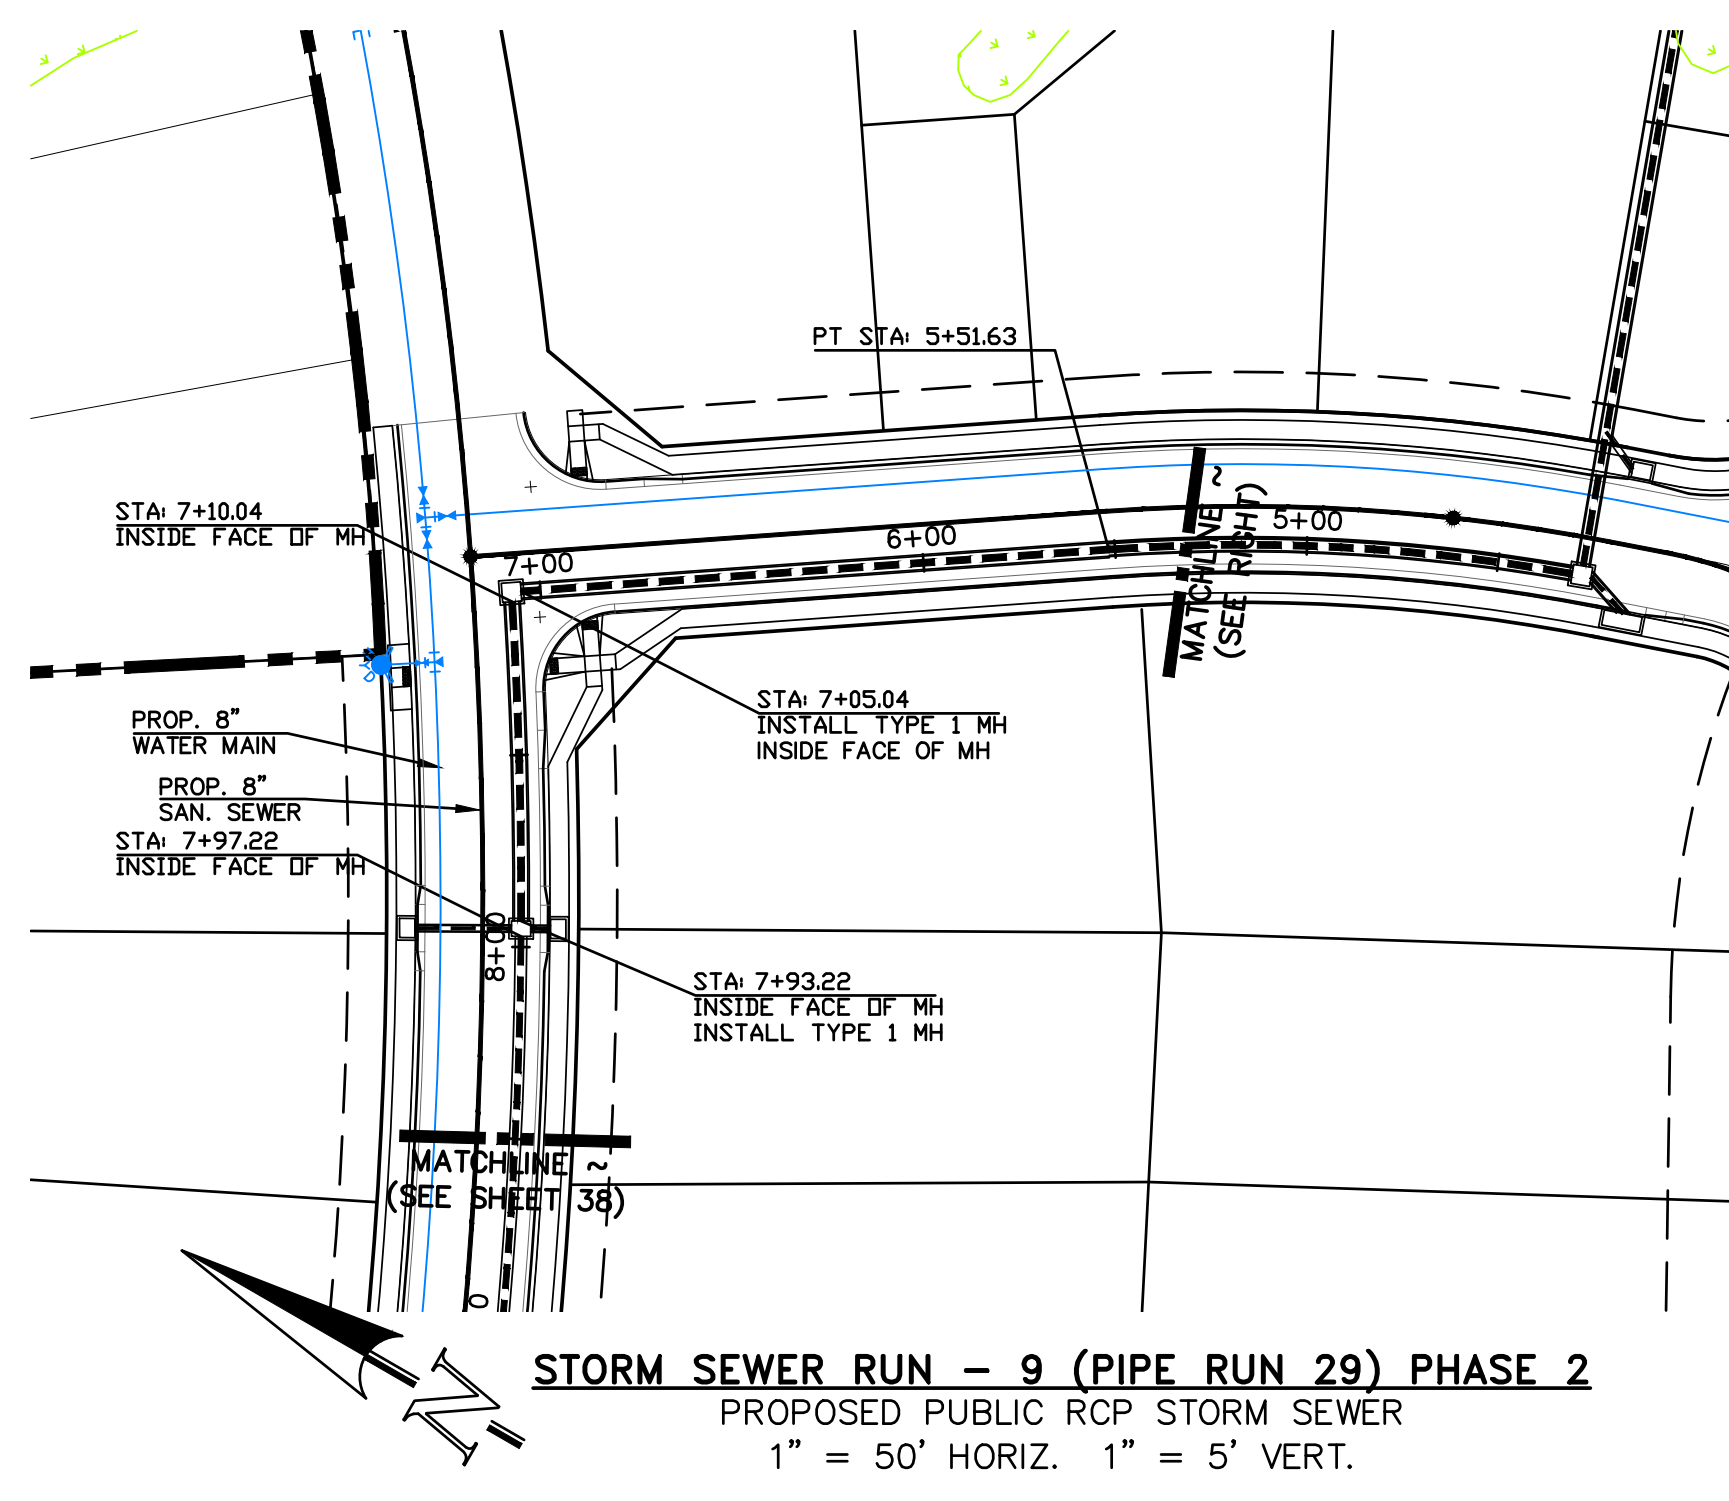 PT STA: 5+51.63
STA: 7+10.04
INSIDE FACE OF MH
7+00
6+00
5+00
MATCHLINE ~
(SEE RIGHT)
STA: 7+05.04
INSTALL TYPE 1 MH
INSIDE FACE OF MH
PROP. 8"
WATER MAIN
PROP. 8"
SAN. SEWER
STA: 7+97.22
INSIDE FACE OF MH
8+00
STA: 7+93.22
INSIDE FACE OF MH
INSTALL TYPE 1 MH
MATCHLINE ~
(SEE SHEET 38)
0
N
STORM SEWER RUN - 9 (PIPE RUN 29) PHASE 2
PROPOSED PUBLIC RCP STORM SEWER
1" = 50' HORIZ. 1" = 5' VERT.